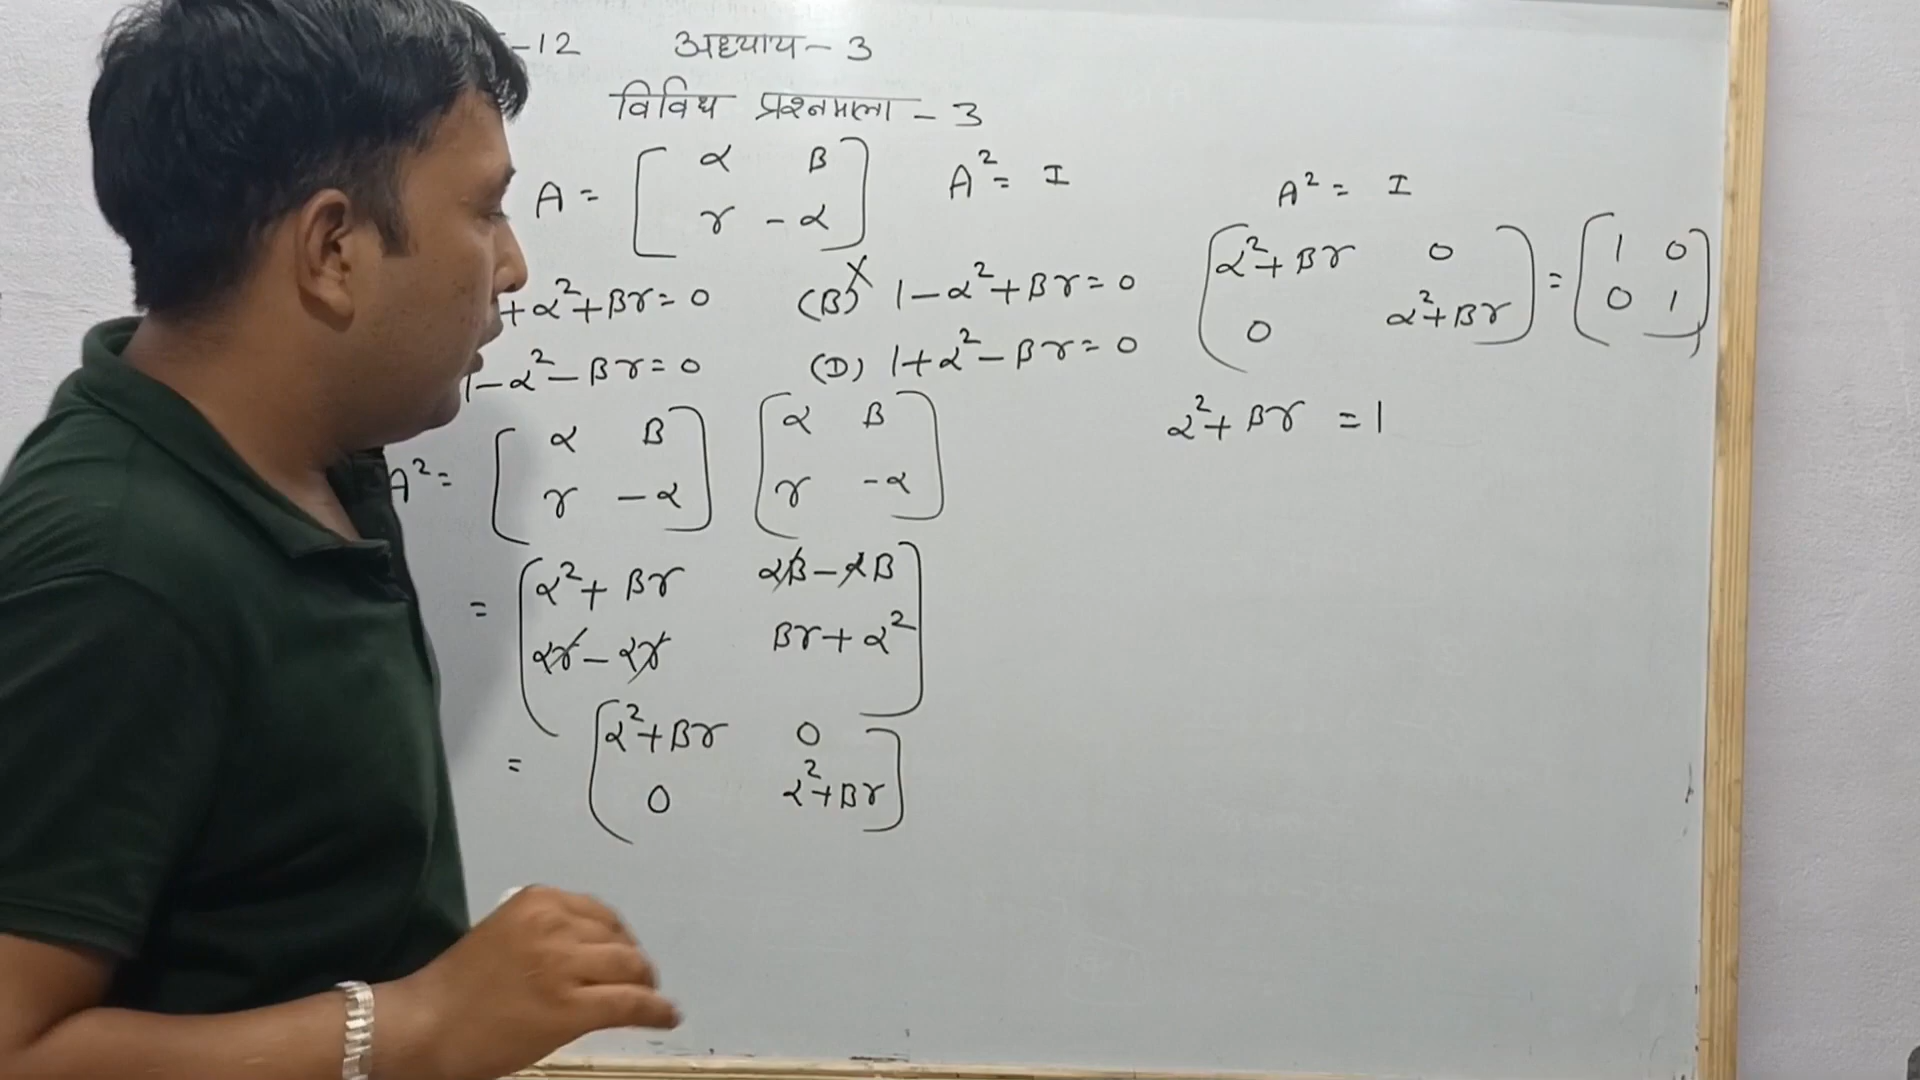 -12 अध्याय - 3
विविध प्रश्नमाला - 3
A = [ α β ; γ -α ] A² = I
+α²+βγ=0 (B) 1-α²+βγ=0
1-α²-βγ=0 (D) 1+α²-βγ=0
A² = [ α β ; γ -α ] [ α β ; γ -α ]
= [ α²+βγ αβ-αβ ; αγ-αγ βγ+α² ]
= [ α²+βγ 0 ; 0 α²+βγ ]
A² = I
[ α²+βγ 0 ; 0 α²+βγ ] = [ 1 0 ; 0 1 ]
α²+βγ = 1